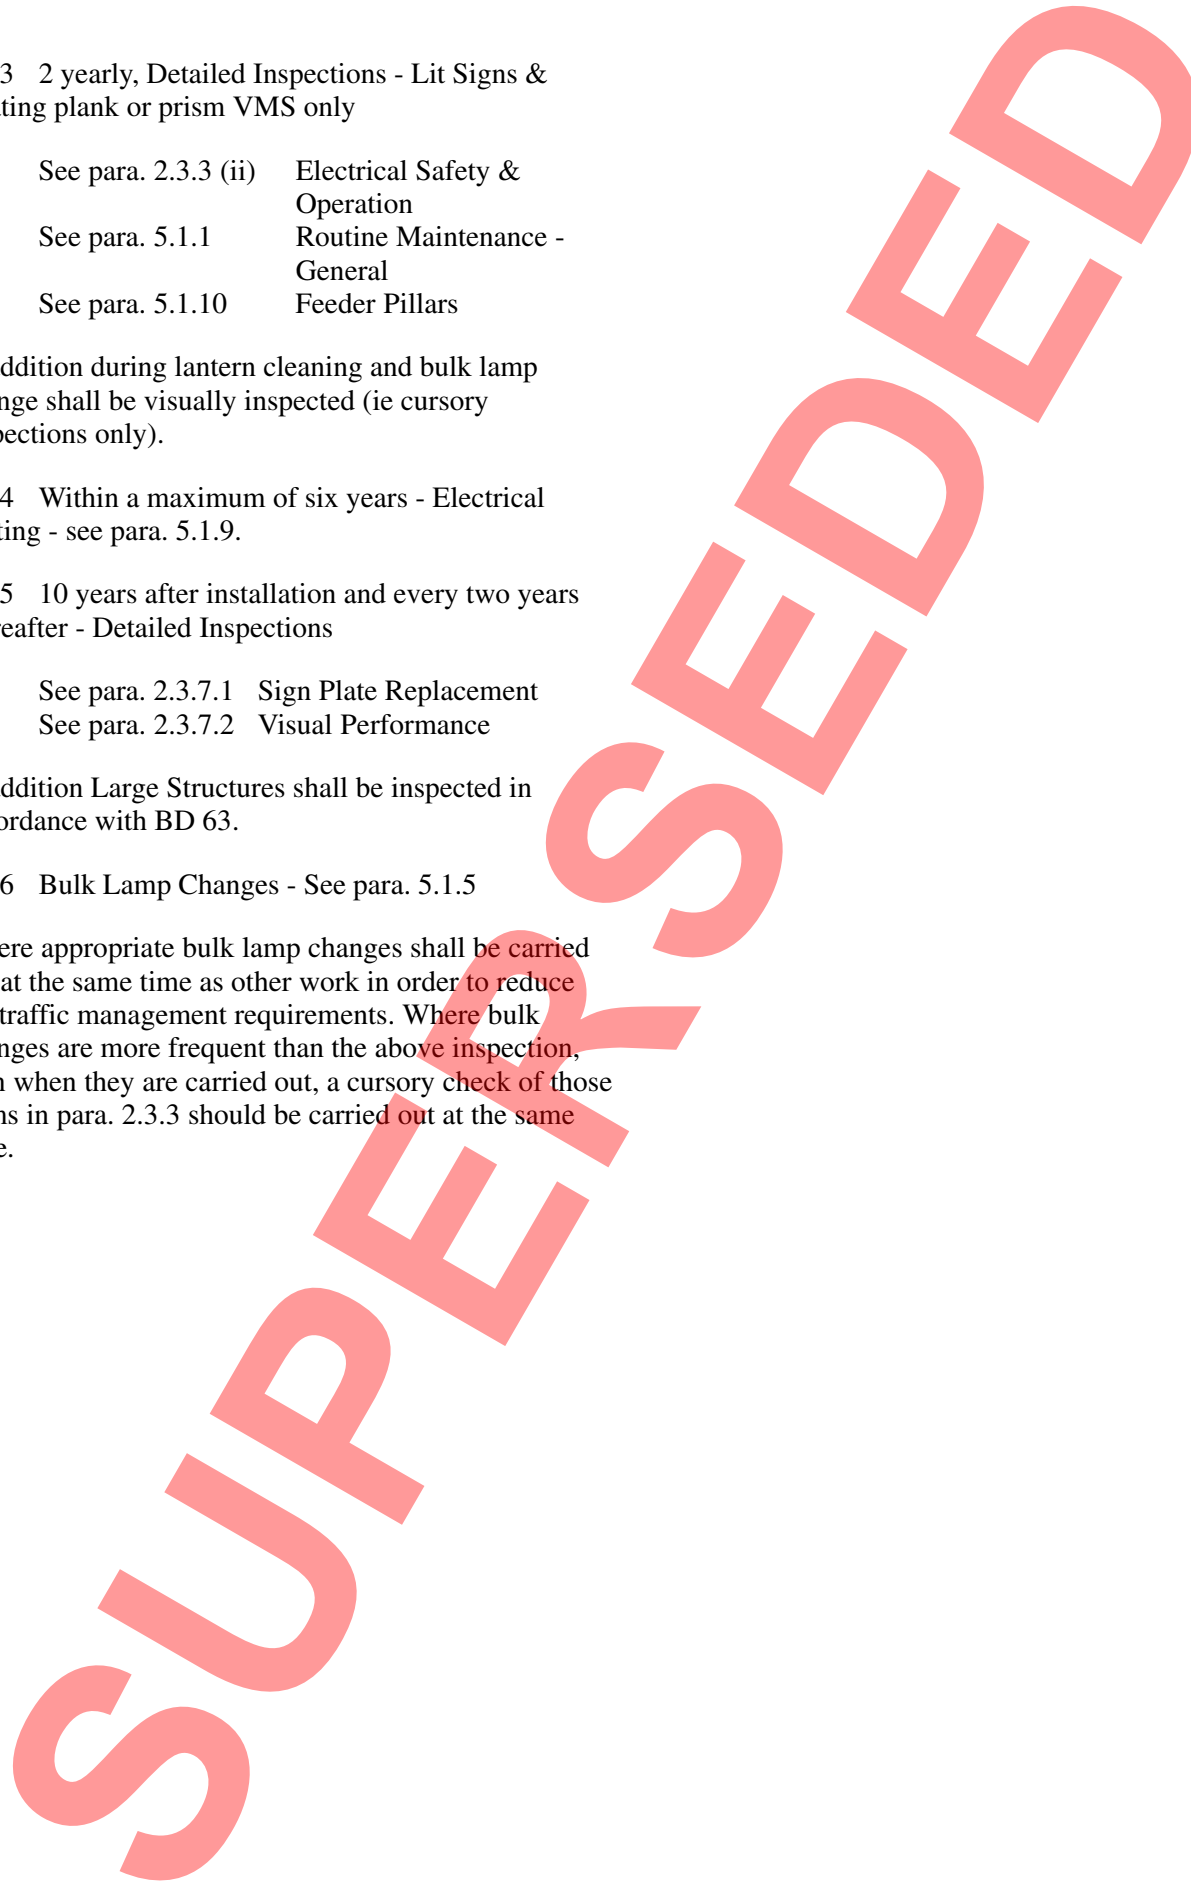 3 2 yearly, Detailed Inspections - Lit Signs &
ting plank or prism VMS only
See para. 2.3.3 (ii) Electrical Safety &
Operation
See para. 5.1.1 Routine Maintenance -
General
See para. 5.1.10 Feeder Pillars
ddition during lantern cleaning and bulk lamp
nge shall be visually inspected (ie cursory
pections only).
4 Within a maximum of six years - Electrical
ting - see para. 5.1.9.
5 10 years after installation and every two years
reafter - Detailed Inspections
See para. 2.3.7.1 Sign Plate Replacement
See para. 2.3.7.2 Visual Performance
ddition Large Structures shall be inspected in
ordance with BD 63.
6 Bulk Lamp Changes - See para. 5.1.5
ere appropriate bulk lamp changes shall be carried
at the same time as other work in order to reduce
traffic management requirements. Where bulk
nges are more frequent than the above inspection,
n when they are carried out, a cursory check of those
ns in para. 2.3.3 should be carried out at the same
e.
SUPERSEDED